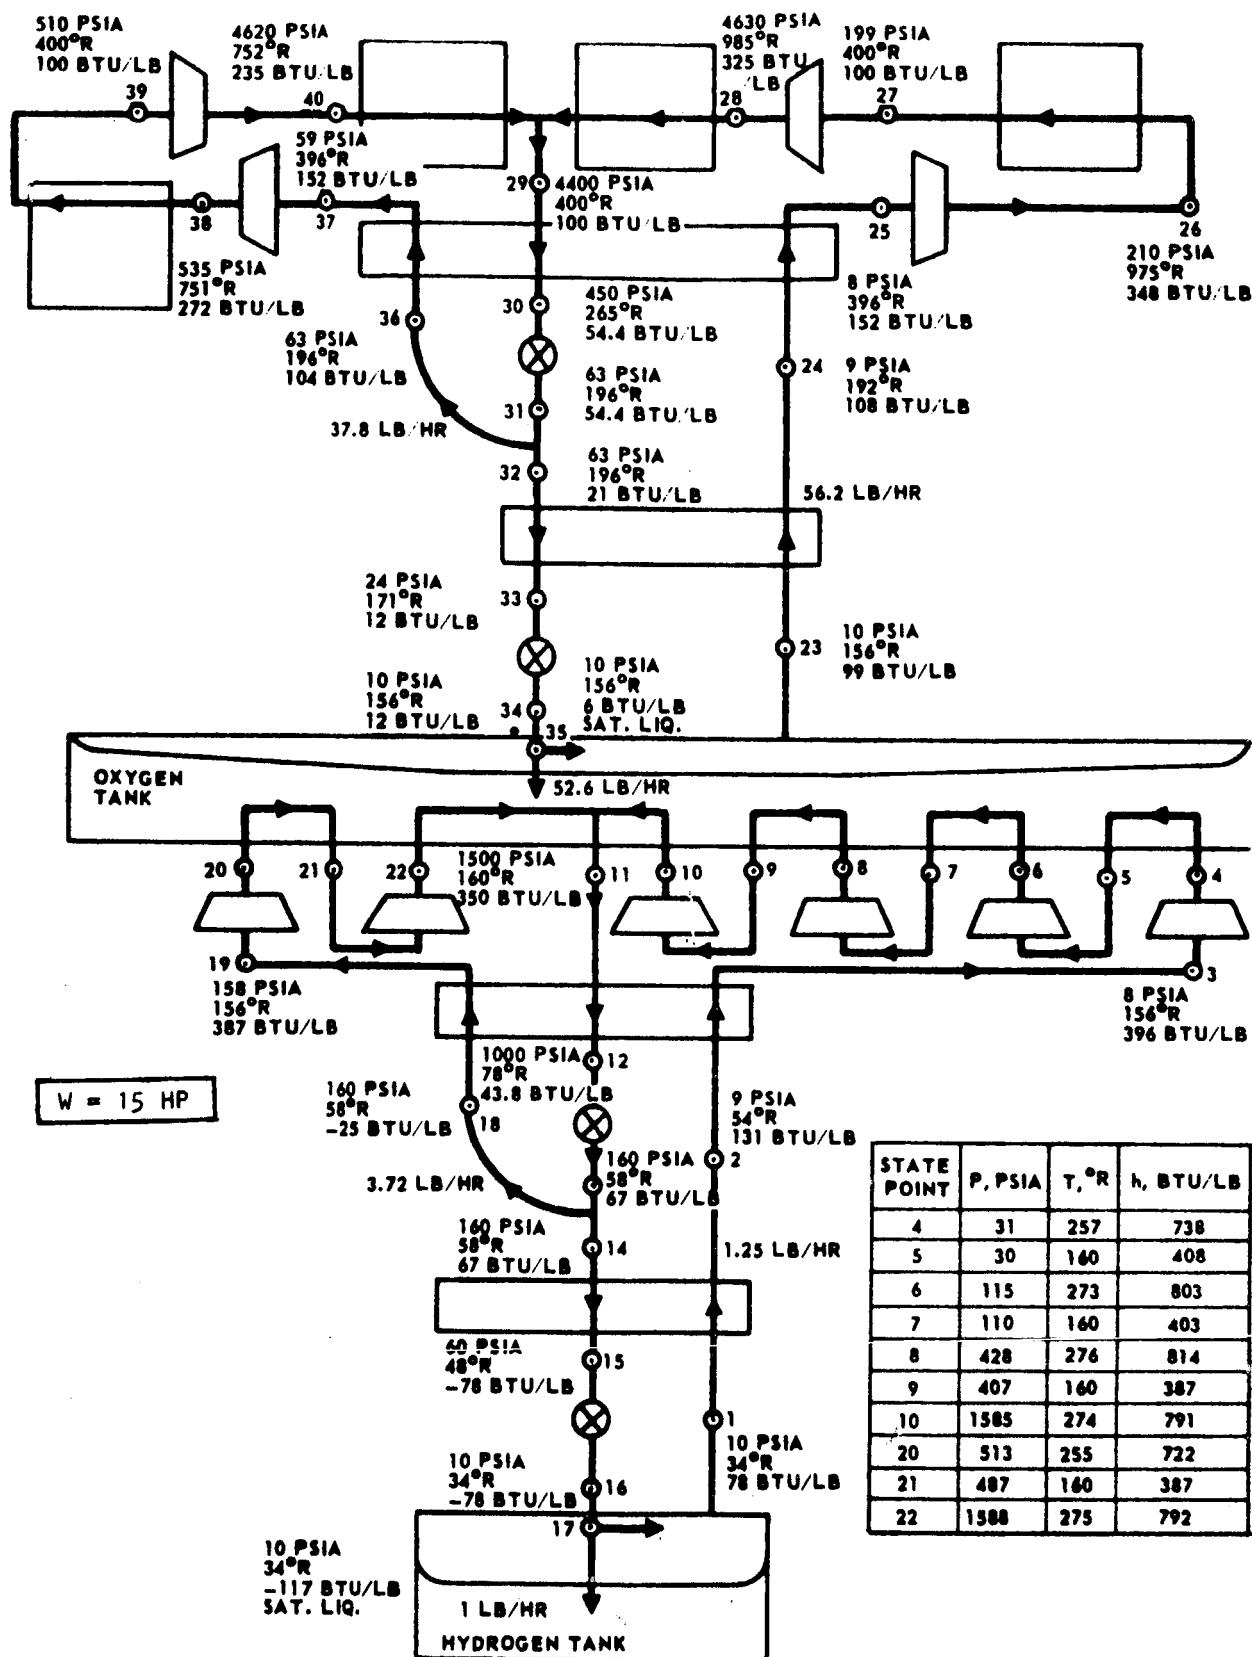 510 PSIA
400°R
100 BTU/LB
39
4620 PSIA
752°R
235 BTU/LB
40
4630 PSIA
985°R
325 BTU
/LB
28
199 PSIA
400°R
100 BTU/LB
27
59 PSIA
396°R
152 BTU/LB
37
38
535 PSIA
751°R
272 BTU/LB
29
4400 PSIA
400°R
100 BTU/LB
25
8 PSIA
396°R
152 BTU/LB
26
210 PSIA
975°R
348 BTU/LB
36
63 PSIA
196°R
104 BTU/LB
30
450 PSIA
265°R
54.4 BTU/LB
24
9 PSIA
192°R
108 BTU/LB
31
63 PSIA
196°R
54.4 BTU/LB
37.8 LB/HR
32
63 PSIA
196°R
21 BTU/LB
56.2 LB/HR
24 PSIA
171°R
12 BTU/LB
33
23
10 PSIA
156°R
99 BTU/LB
10 PSIA
156°R
12 BTU/LB
34
10 PSIA
156°R
6 BTU/LB
SAT. LIQ.
35
OXYGEN
TANK
52.6 LB/HR
20
21
22
1500 PSIA
160°R
350 BTU/LB
11
10
9
8
7
6
5
4
19
158 PSIA
156°R
387 BTU/LB
3
8 PSIA
156°R
396 BTU/LB
1000 PSIA
78°R
43.8 BTU/LB
12
W = 15 HP
160 PSIA
58°R
-25 BTU/LB
18
9 PSIA
54°R
131 BTU/LB
2
3.72 LB/HR
160 PSIA
58°R
67 BTU/LB
160 PSIA
58°R
67 BTU/LB
14
1.25 LB/HR
60 PSIA
48°R
-78 BTU/LB
15
1
10 PSIA
34°R
78 BTU/LB
10 PSIA
34°R
-78 BTU/LB
16
17
10 PSIA
34°R
-117 BTU/LB
SAT. LIQ.
1 LB/HR
HYDROGEN TANK
STATE POINT P, PSIA T, °R h, BTU/LB
4 31 257 738
5 30 160 408
6 115 273 803
7 110 160 403
8 428 276 814
9 407 160 387
10 1585 274 791
20 513 255 722
21 487 160 387
22 1588 275 792